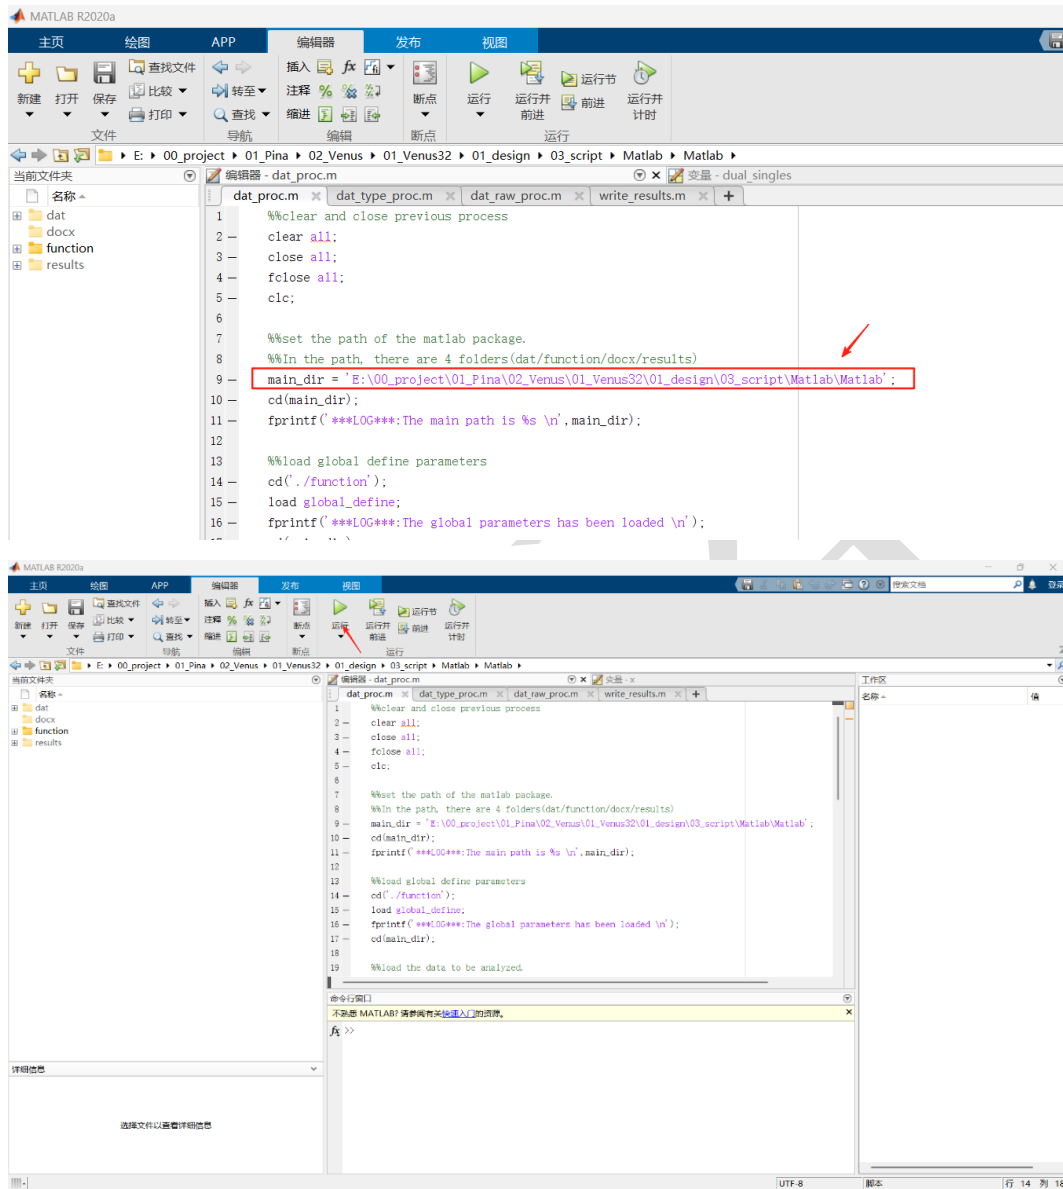 MATLAB R2020a
主页 绘图 APP 编辑器 发布 视图
新建 打开 保存 查找文件 比较 打印 转至 查找 插入 fx 注释 缩进 断点 运行 运行并前进 运行节 前进 运行并计时
文件 导航 编辑 断点 运行
E: 00_project 01_Pina 02_Venus 01_Venus32 01_design 03_script Matlab Matlab
当前文件夹 编辑器 - dat_proc.m 变量 - dual_singles
名称 dat_proc.m dat_type_proc.m dat_raw_proc.m write_results.m
dat
docx
function
results
1 %%clear and close previous process
2 clear all;
3 close all;
4 fclose all;
5 clc;
6
7 %%set the path of the matlab package.
8 %%In the path, there are 4 folders(dat/function/docx/results)
9 main_dir = 'E:\00_project\01_Pina\02_Venus\01_Venus32\01_design\03_script\Matlab\Matlab';
10 cd(main_dir);
11 fprintf('***LOG***:The main path is %s \n',main_dir);
12
13 %%load global define parameters
14 cd('./function');
15 load global_define;
16 fprintf('***LOG***:The global parameters has been loaded \n');
MATLAB R2020a
主页 绘图 APP 编辑器 发布 视图 搜索文档 登录
新建 打开 保存 查找文件 比较 打印 转至 查找 插入 fx 注释 缩进 断点 运行 运行并前进 运行节 前进 运行并计时
文件 导航 编辑 断点 运行
E: 00_project 01_Pina 02_Venus 01_Venus32 01_design 03_script Matlab Matlab
当前文件夹 编辑器 - dat_proc.m 变量 - x 工作区
名称 dat_proc.m dat_type_proc.m dat_raw_proc.m write_results.m 名称 值
dat
docx
function
results
1 %%clear and close previous process
2 clear all;
3 close all;
4 fclose all;
5 clc;
6
7 %%set the path of the matlab package.
8 %%In the path, there are 4 folders(dat/function/docx/results)
9 main_dir = 'E:\00_project\01_Pina\02_Venus\01_Venus32\01_design\03_script\Matlab\Matlab';
10 cd(main_dir);
11 fprintf('***LOG***:The main path is %s \n',main_dir);
12
13 %%load global define parameters
14 cd('./function');
15 load global_define;
16 fprintf('***LOG***:The global parameters has been loaded \n');
17 cd(main_dir);
18
19 %%load the data to be analyzed.
命令行窗口
不熟悉 MATLAB? 请参阅有关快速入门的资源。
fx >>
详细信息
选择文件以查看详细信息
UTF-8 脚本 行 14 列 18